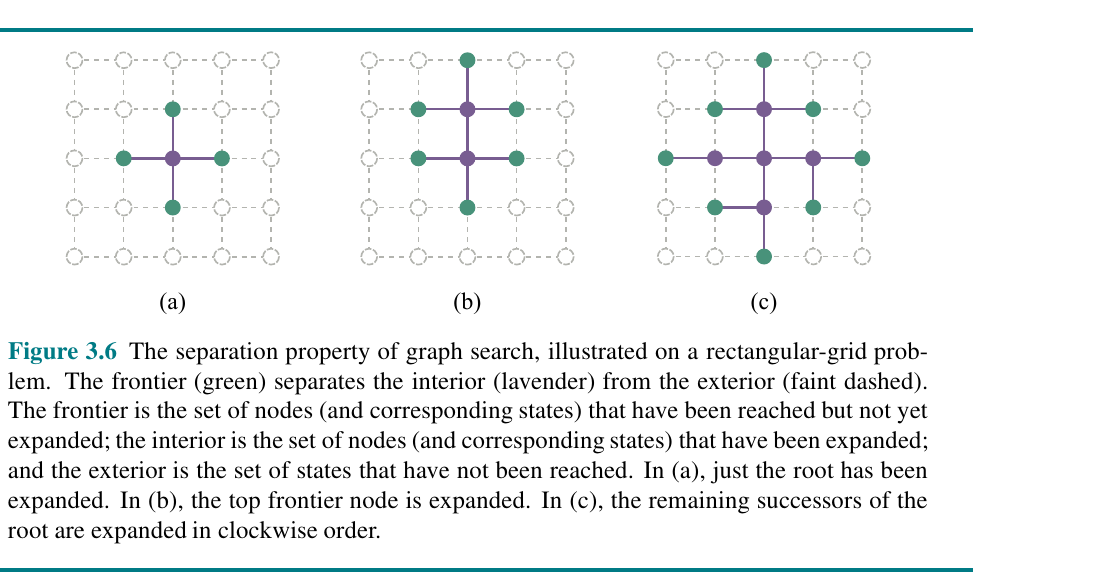 (a) (b) (c)
Figure 3.6 The separation property of graph search, illustrated on a rectangular-grid prob-
lem. The frontier (green) separates the interior (lavender) from the exterior (faint dashed).
The frontier is the set of nodes (and corresponding states) that have been reached but not yet
expanded; the interior is the set of nodes (and corresponding states) that have been expanded;
and the exterior is the set of states that have not been reached. In (a), just the root has been
expanded. In (b), the top frontier node is expanded. In (c), the remaining successors of the
root are expanded in clockwise order.